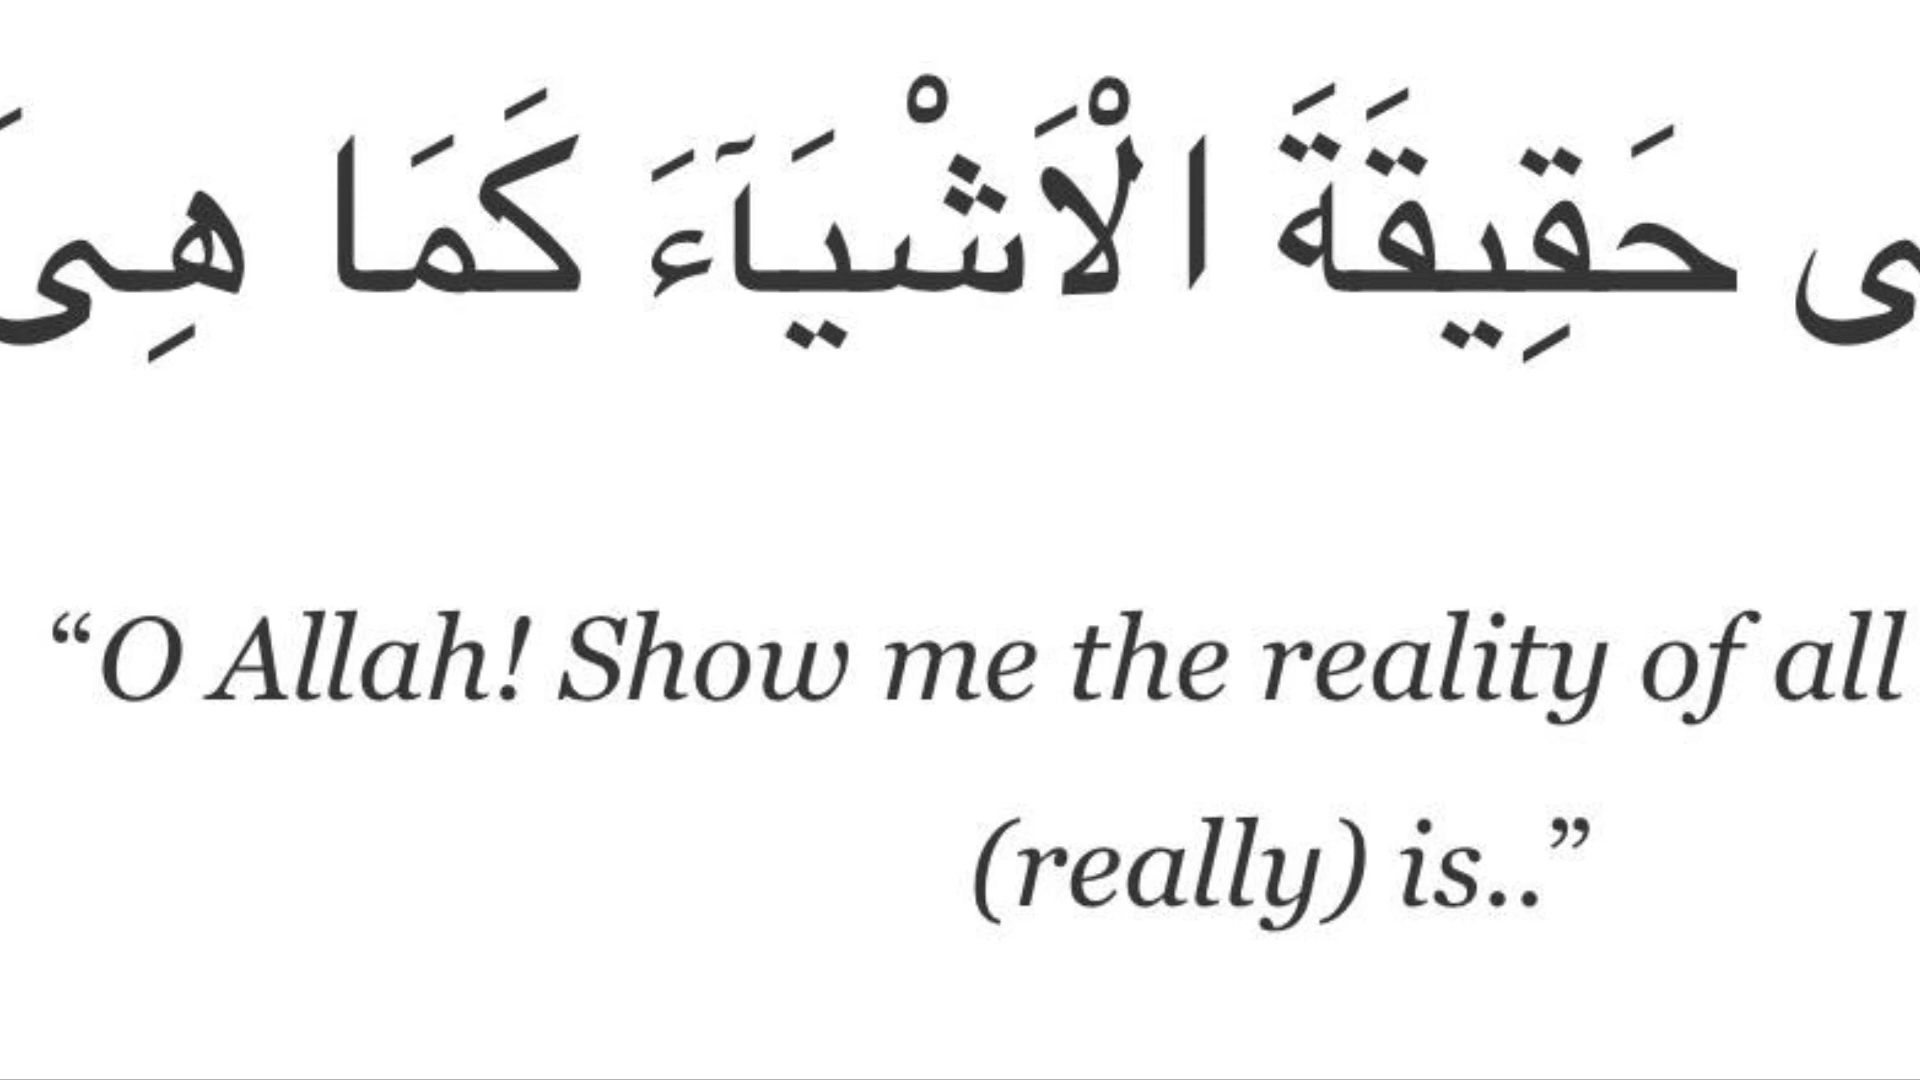 حَقِيقَةَ الْاَشْيَآءَ كَمَا هِى
“O Allah! Show me the reality of all
(really) is..”